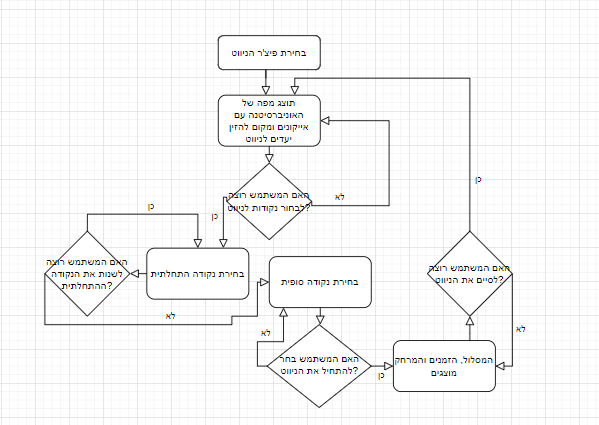 בחירת פיצ'ר הניווט
תוצג מפה של
האוניברסיטנה עם
אייקונים ומקום להזין
יעדים לניווט
האם המשתמש רוצה
לבחור נקודות לניווט?
לא
כן
כן
האם המשתמש רוצה
לשנות את הנקודה
ההתחלתית?
בחירת נקודה התחלתית
לא
בחירת נקודה סופית
לא
האם המשתמש בחר
להתחיל את הניווט?
כן
המסלול, הזמנים והמרחק
מוצגים
לא
האם המשתמש רוצה
לסיים את הניווט?
כן